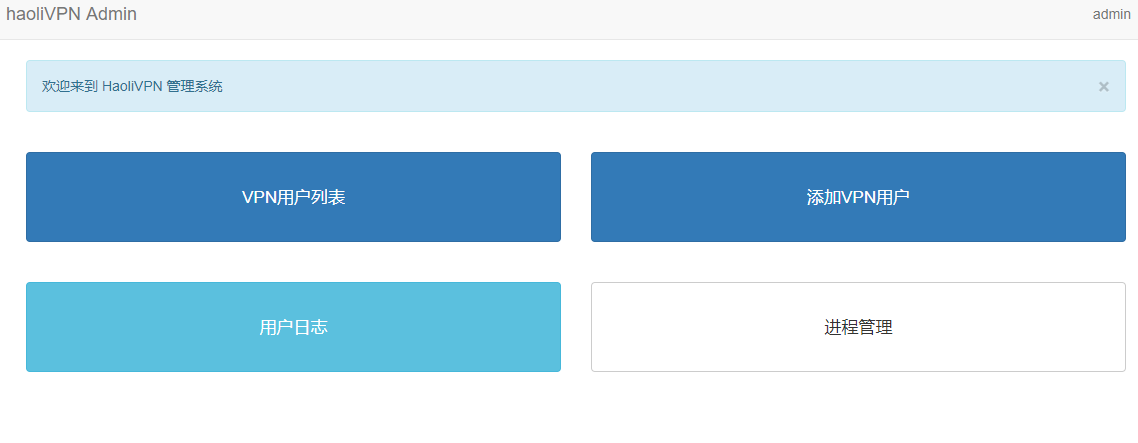 haoliVPN Admin
admin
欢迎来到 HaoliVPN 管理系统
×
VPN用户列表
添加VPN用户
用户日志
进程管理